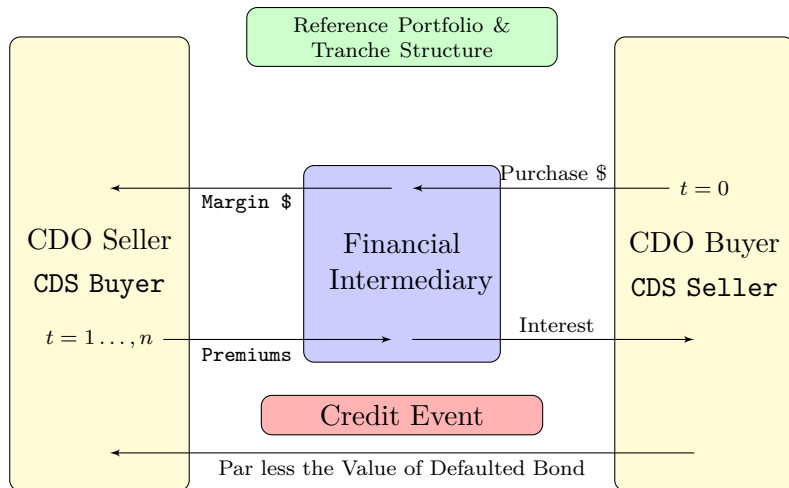 Reference Portfolio &
Tranche Structure
Purchase $
t = 0
Margin $
CDO Seller
CDS Buyer
Financial
Intermediary
CDO Buyer
CDS Seller
t = 1 . . . , n
Premiums
Interest
Credit Event
Par less the Value of Defaulted Bond